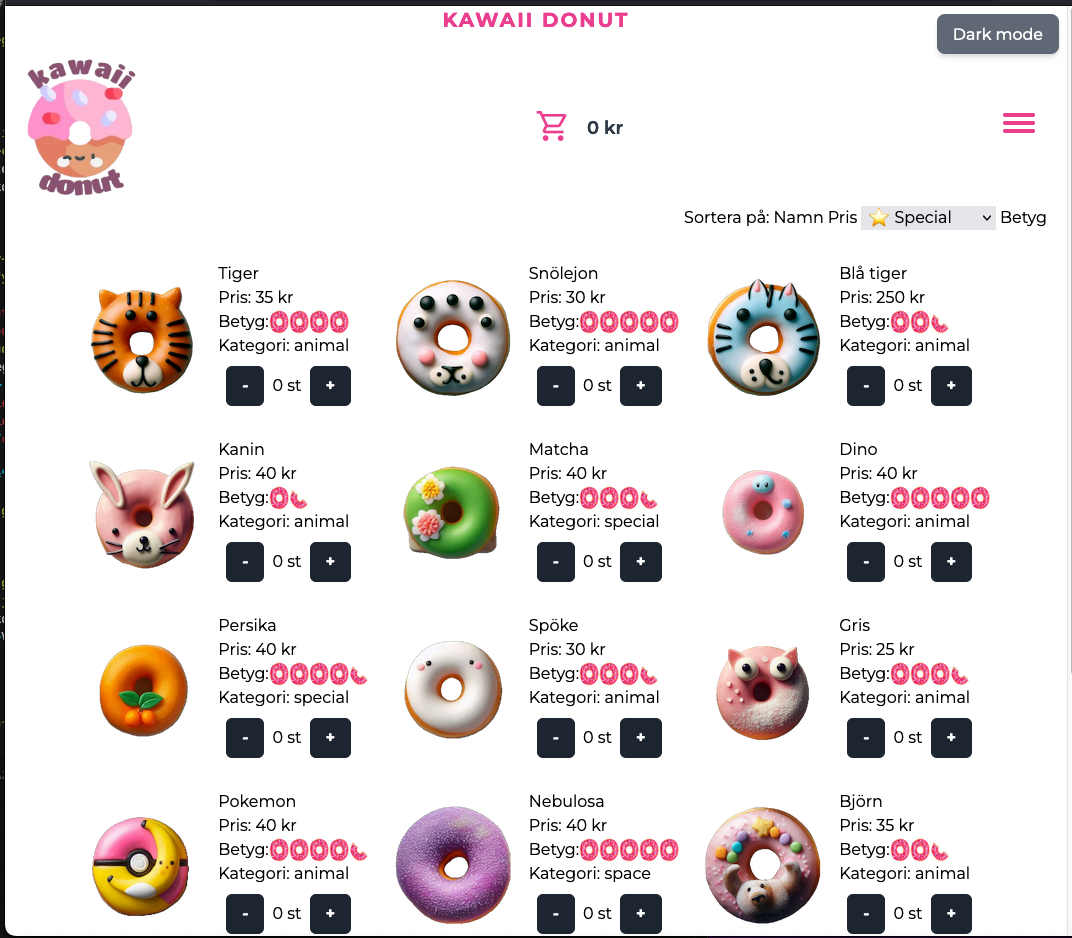 KAWAII DONUT
Dark mode
kawaii
donut
0 kr
Sortera på: Namn Pris ⭐ Special Betyg
Tiger
Pris: 35 kr
Betyg:
Kategori: animal
- 0 st +
Snölejon
Pris: 30 kr
Betyg:
Kategori: animal
- 0 st +
Blå tiger
Pris: 250 kr
Betyg:
Kategori: animal
- 0 st +
Kanin
Pris: 40 kr
Betyg:
Kategori: animal
- 0 st +
Matcha
Pris: 40 kr
Betyg:
Kategori: special
- 0 st +
Dino
Pris: 40 kr
Betyg:
Kategori: animal
- 0 st +
Persika
Pris: 40 kr
Betyg:
Kategori: special
- 0 st +
Spöke
Pris: 30 kr
Betyg:
Kategori: animal
- 0 st +
Gris
Pris: 25 kr
Betyg:
Kategori: animal
- 0 st +
Pokemon
Pris: 40 kr
Betyg:
Kategori: animal
- 0 st +
Nebulosa
Pris: 40 kr
Betyg:
Kategori: space
- 0 st +
Björn
Pris: 35 kr
Betyg:
Kategori: animal
- 0 st +